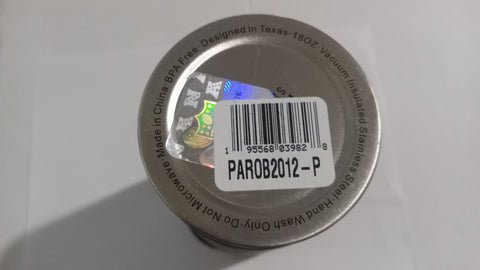 Made in China·BPA Free·Designed in Texas·18OZ·Vacuum Insulated Stainless Steel·Hand Wash Only·Do Not Microwave·
1 95568 03982 8
PAROB2012-P